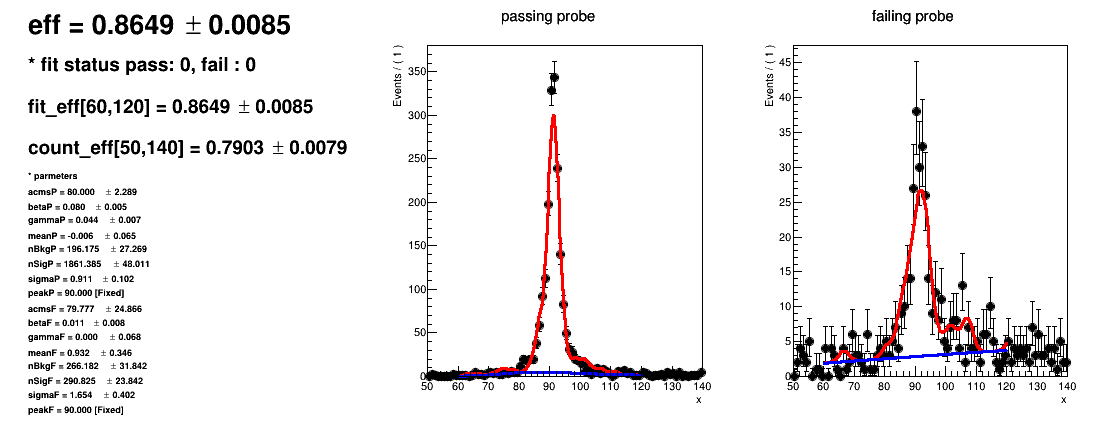 eff = 0.8649 ± 0.0085
* fit status pass: 0, fail : 0
fit_eff[60,120] = 0.8649 ± 0.0085
count_eff[50,140] = 0.7903 ± 0.0079
* parmeters
acmsP = 80.000 ± 2.289
betaP = 0.080 ± 0.005
gammaP = 0.044 ± 0.007
meanP = -0.006 ± 0.065
nBkgP = 196.175 ± 27.269
nSigP = 1861.385 ± 48.011
sigmaP = 0.911 ± 0.102
peakP = 90.000 [Fixed]
acmsF = 79.777 ± 24.866
betaF = 0.011 ± 0.008
gammaF = 0.000 ± 0.068
meanF = 0.932 ± 0.346
nBkgF = 266.182 ± 31.842
nSigF = 290.825 ± 23.842
sigmaF = 1.654 ± 0.402
peakF = 90.000 [Fixed]
passing probe
Events / ( 1 )
350
300
250
200
150
100
50
0
50 60 70 80 90 100 110 120 130 140
x
failing probe
Events / ( 1 )
45
40
35
30
25
20
15
10
5
0
50 60 70 80 90 100 110 120 130 140
x